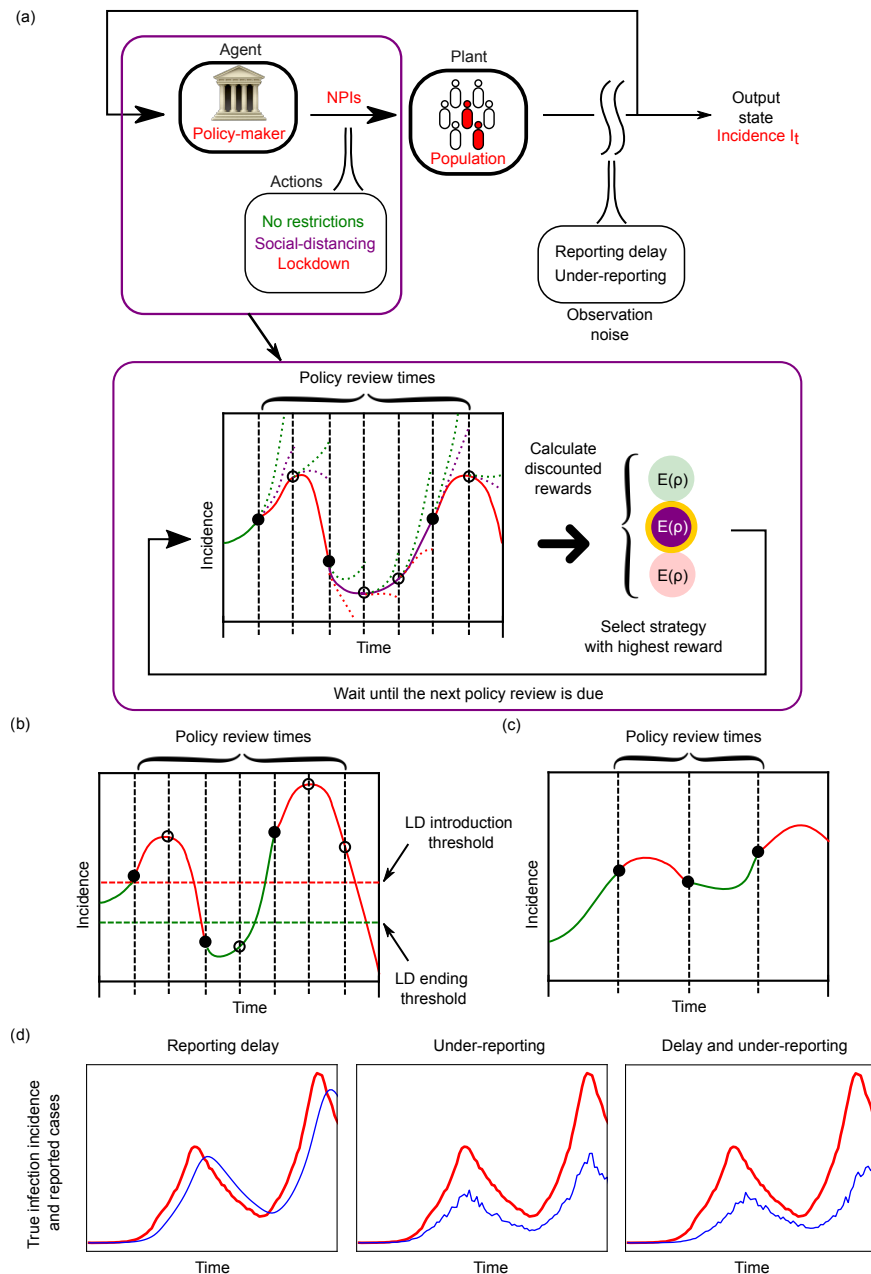 (a)
Agent
Policy-maker
NPIs
Plant
Population
Output
state
Incidence It
Actions
No restrictions
Social-distancing
Lockdown
Reporting delay
Under-reporting
Observation
noise
Policy review times
Incidence
Time
Calculate
discounted
rewards
E(ρ)
E(ρ)
E(ρ)
Select strategy
with highest reward
Wait until the next policy review is due
(b)
Policy review times
Incidence
Time
LD introduction
threshold
LD ending
threshold
(c)
Policy review times
Incidence
Time
(d)
Reporting delay
Under-reporting
Delay and under-reporting
True infection incidence
and reported cases
Time
Time
Time